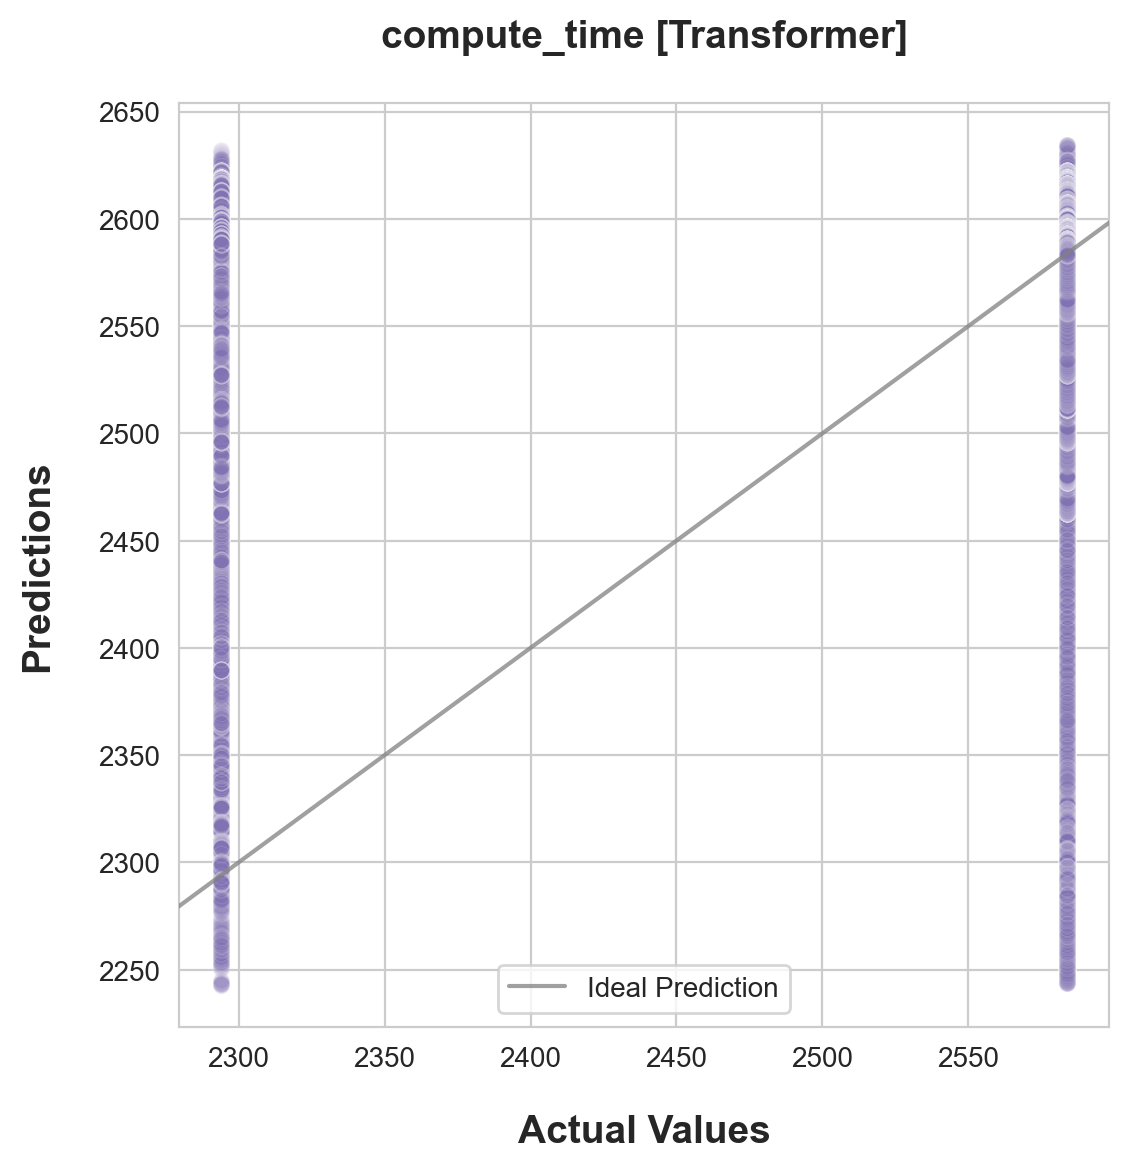 compute_time [Transformer]
2650
2600
2550
2500
2450
2400
2350
2300
2250
Predictions
Ideal Prediction
2300 2350 2400 2450 2500 2550
Actual Values